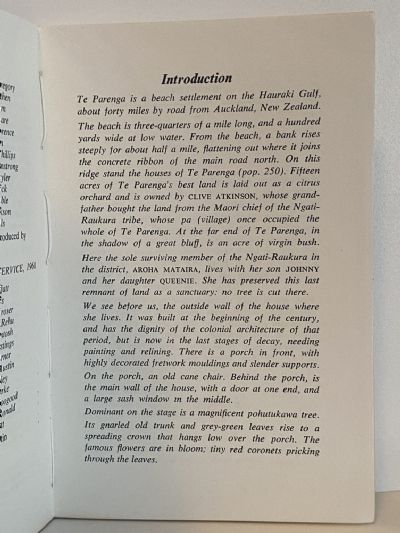 Introduction
Te Parenga is a beach settlement on the Hauraki Gulf,
about forty miles by road from Auckland, New Zealand.
The beach is three-quarters of a mile long, and a hundred
yards wide at low water. From the beach, a bank rises
steeply for about half a mile, flattening out where it joins
the concrete ribbon of the main road north. On this
ridge stand the houses of Te Parenga (pop. 250). Fifteen
acres of Te Parenga's best land is laid out as a citrus
orchard and is owned by CLIVE ATKINSON, whose grand-
father bought the land from the Maori chief of the Ngati-
Raukura tribe, whose pa (village) once occupied the
whole of Te Parenga. At the far end of Te Parenga, in
the shadow of a great bluff, is an acre of virgin bush.
Here the sole surviving member of the Ngati-Raukura in
the district, AROHA MATAIRA, lives with her son JOHNNY
and her daughter QUEENIE. She has preserved this last
remnant of land as a sanctuary: no tree is cut there.
We see before us, the outside wall of the house where
she lives. It was built at the beginning of the century,
and has the dignity of the colonial architecture of that
period, but is now in the last stages of decay, needing
painting and relining. There is a porch in front, with
highly decorated fretwork mouldings and slender supports.
On the porch, an old cane chair. Behind the porch, is
the main wall of the house, with a door at one end, and
a large sash window in the middle.
Dominant on the stage is a magnificent pohutukawa tree.
Its gnarled old trunk and grey-green leaves rise to a
spreading crown that hangs low over the porch. The
famous flowers are in bloom; tiny red coronets pricking
through the leaves.
are
Phillips
oduced by
ERVICE, 1961